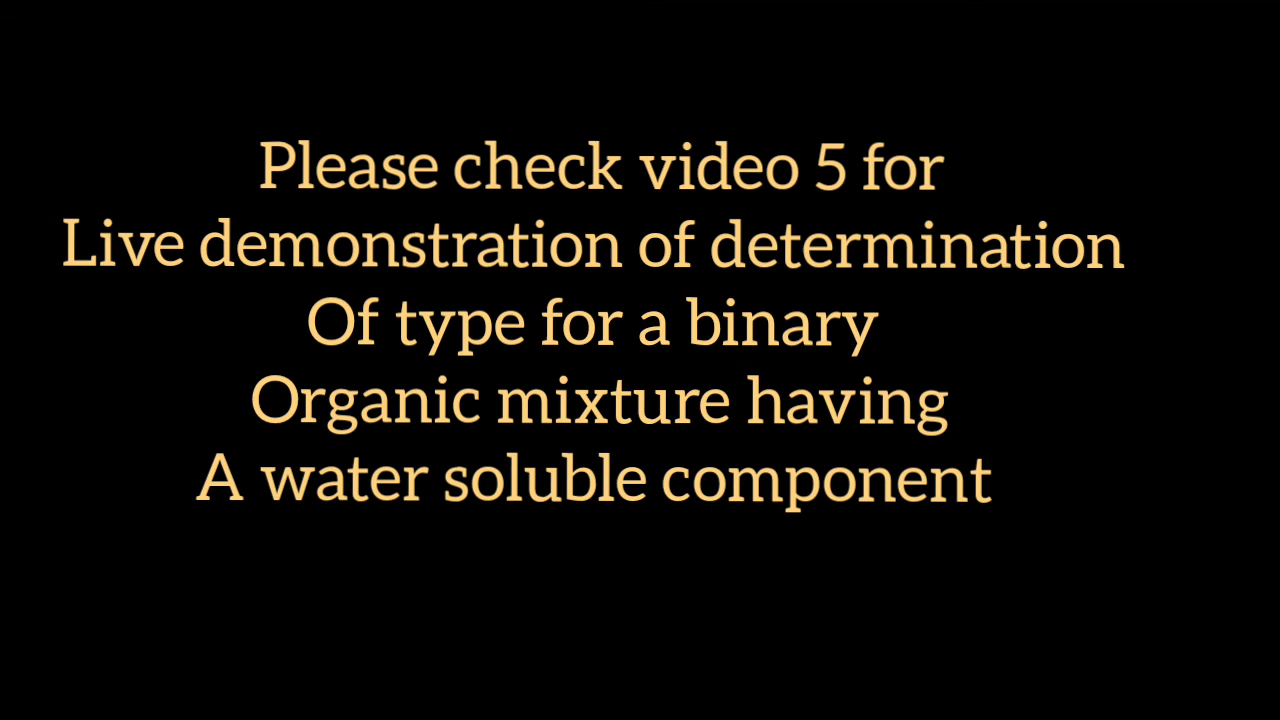 Please check video 5 for
Live demonstration of determination
Of type for a binary
Organic mixture having
A water soluble component